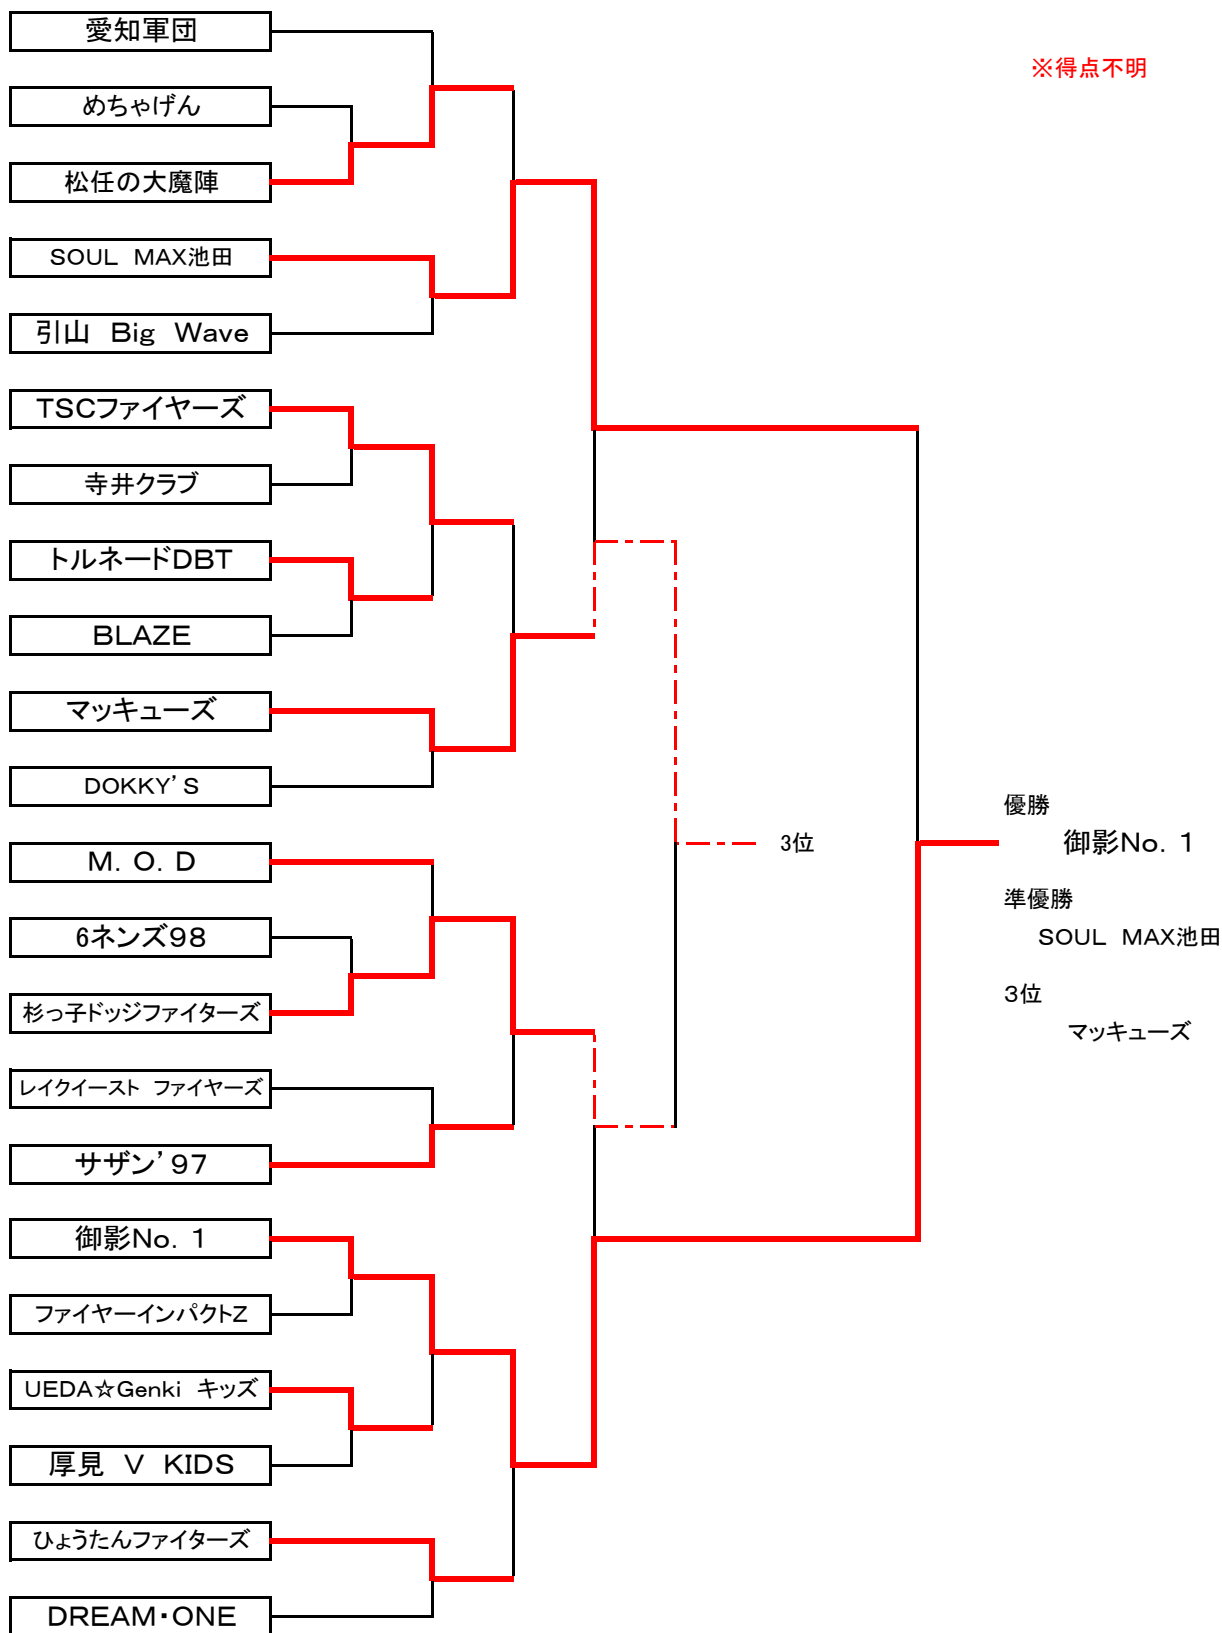 愛知軍団
※得点不明
めちゃげん
松任の大魔陣
SOUL　MAX池田
引山　Big　Wave
TSCファイヤーズ
寺井クラブ
トルネードDBT
BLAZE
マッキューズ
DOKKY’S
M．O．D
6ネンズ98
杉っ子ドッジファイターズ
レイクイースト　ファイヤーズ
サザン’97
御影No．1
ファイヤーインパクトZ
UEDA☆Genki　キッズ
厚見　V　KIDS
ひょうたんファイターズ
DREAM・ONE
3位
優勝
御影No．1
準優勝
SOUL　MAX池田
3位
マッキューズ